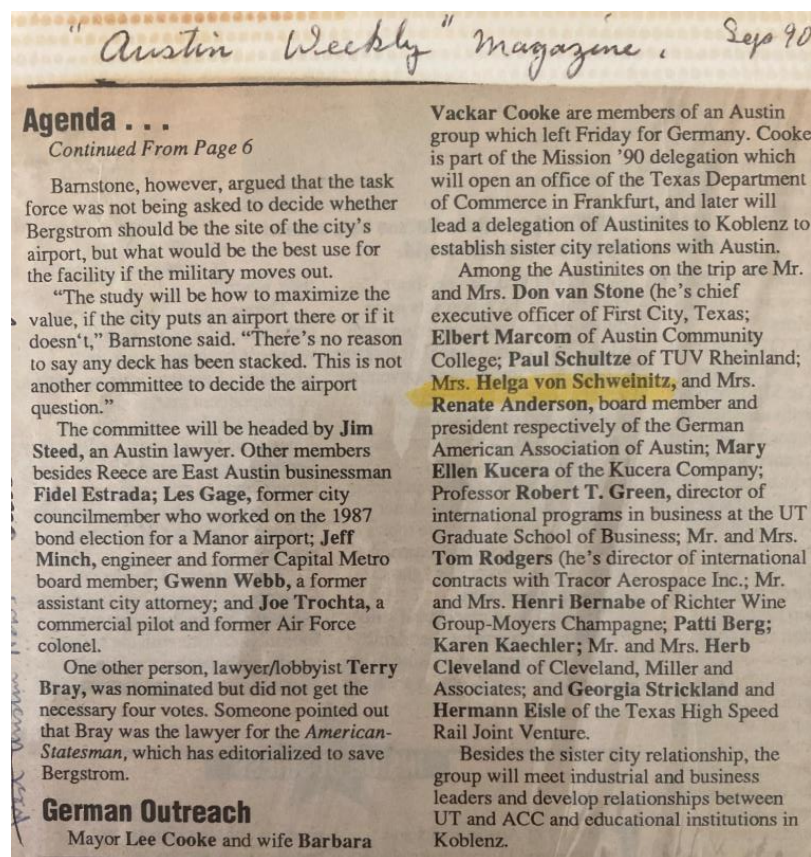 "Austin Weekly" Magazine, Sep 90
Agenda . . .
Continued From Page 6
Barnstone, however, argued that the task
force was not being asked to decide whether
Bergstrom should be the site of the city's
airport, but what would be the best use for
the facility if the military moves out.
"The study will be how to maximize the
value, if the city puts an airport there or if it
doesn't," Barnstone said. "There's no reason
to say any deck has been stacked. This is not
another committee to decide the airport
question."
The committee will be headed by Jim
Steed, an Austin lawyer. Other members
besides Reece are East Austin businessman
Fidel Estrada; Les Gage, former city
councilmember who worked on the 1987
bond election for a Manor airport; Jeff
Minch, engineer and former Capital Metro
board member; Gwenn Webb, a former
assistant city attorney; and Joe Trochta, a
commercial pilot and former Air Force
colonel.
One other person, lawyer/lobbyist Terry
Bray, was nominated but did not get the
necessary four votes. Someone pointed out
that Bray was the lawyer for the American-
Statesman, which has editorialized to save
Bergstrom.
German Outreach
Mayor Lee Cooke and wife Barbara
Vackar Cooke are members of an Austin
group which left Friday for Germany. Cooke
is part of the Mission '90 delegation which
will open an office of the Texas Department
of Commerce in Frankfurt, and later will
lead a delegation of Austinites to Koblenz to
establish sister city relations with Austin.
Among the Austinites on the trip are Mr.
and Mrs. Don van Stone (he's chief
executive officer of First City, Texas;
Elbert Marcom of Austin Community
College; Paul Schultze of TUV Rheinland;
Mrs. Helga von Schweinitz, and Mrs.
Renate Anderson, board member and
president respectively of the German
American Association of Austin; Mary
Ellen Kucera of the Kucera Company;
Professor Robert T. Green, director of
international programs in business at the UT
Graduate School of Business; Mr. and Mrs.
Tom Rodgers (he's director of international
contracts with Tracor Aerospace Inc.; Mr.
and Mrs. Henri Bernabe of Richter Wine
Group-Moyers Champagne; Patti Berg;
Karen Kaechler; Mr. and Mrs. Herb
Cleveland of Cleveland, Miller and
Associates; and Georgia Strickland and
Hermann Eisle of the Texas High Speed
Rail Joint Venture.
Besides the sister city relationship, the
group will meet industrial and business
leaders and develop relationships between
UT and ACC and educational institutions in
Koblenz.